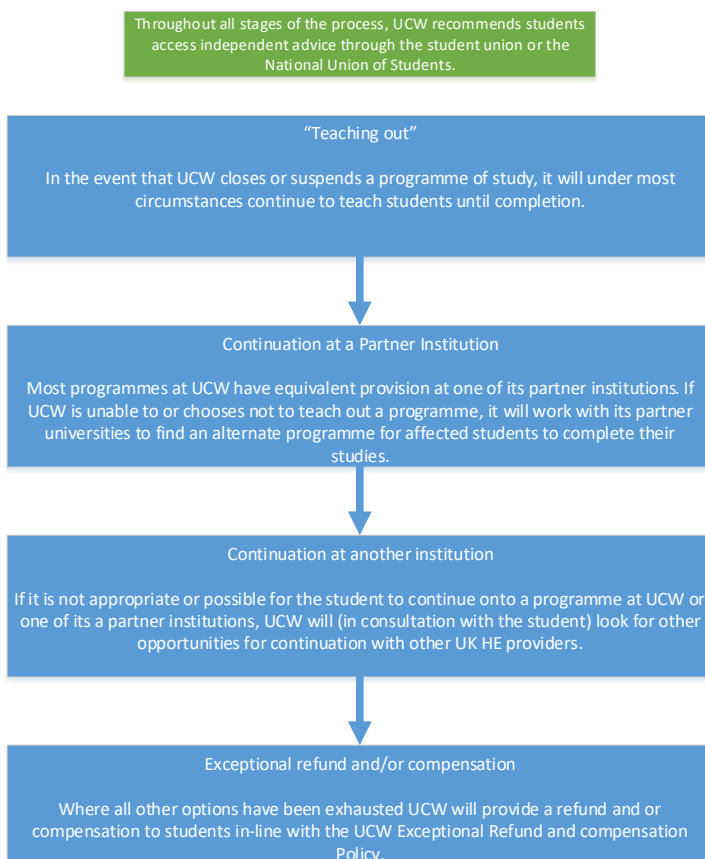 Throughout all stages of the process, UCW recommends students
access independent advice through the student union or the
National Union of Students.
“Teaching out”
In the event that UCW closes or suspends a programme of study, it will under most
circumstances continue to teach students until completion.
Continuation at a Partner Institution
Most programmes at UCW have equivalent provision at one of its partner institutions. If
UCW is unable to or chooses not to teach out a programme, it will work with its partner
universities to find an alternate programme for affected students to complete their
studies.
Continuation at another institution
If it is not appropriate or possible for the student to continue onto a programme at UCW or
one of its a partner institutions, UCW will (in consultation with the student) look for other
opportunities for continuation with other UK HE providers.
Exceptional refund and/or compensation
Where all other options have been exhausted UCW will provide a refund and or
compensation to students in-line with the UCW Exceptional Refund and compensation
Policy.